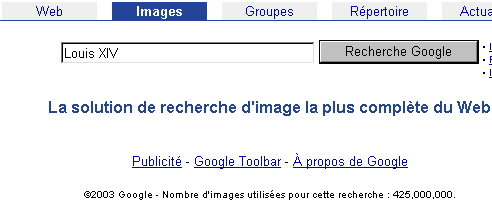 Web Images Groupes Répertoire Actua
Louis XIV Recherche Google
La solution de recherche d'image la plus complète du Web
Publicité - Google Toolbar - À propos de Google
©2003 Google - Nombre d'images utilisées pour cette recherche : 425,000,000.